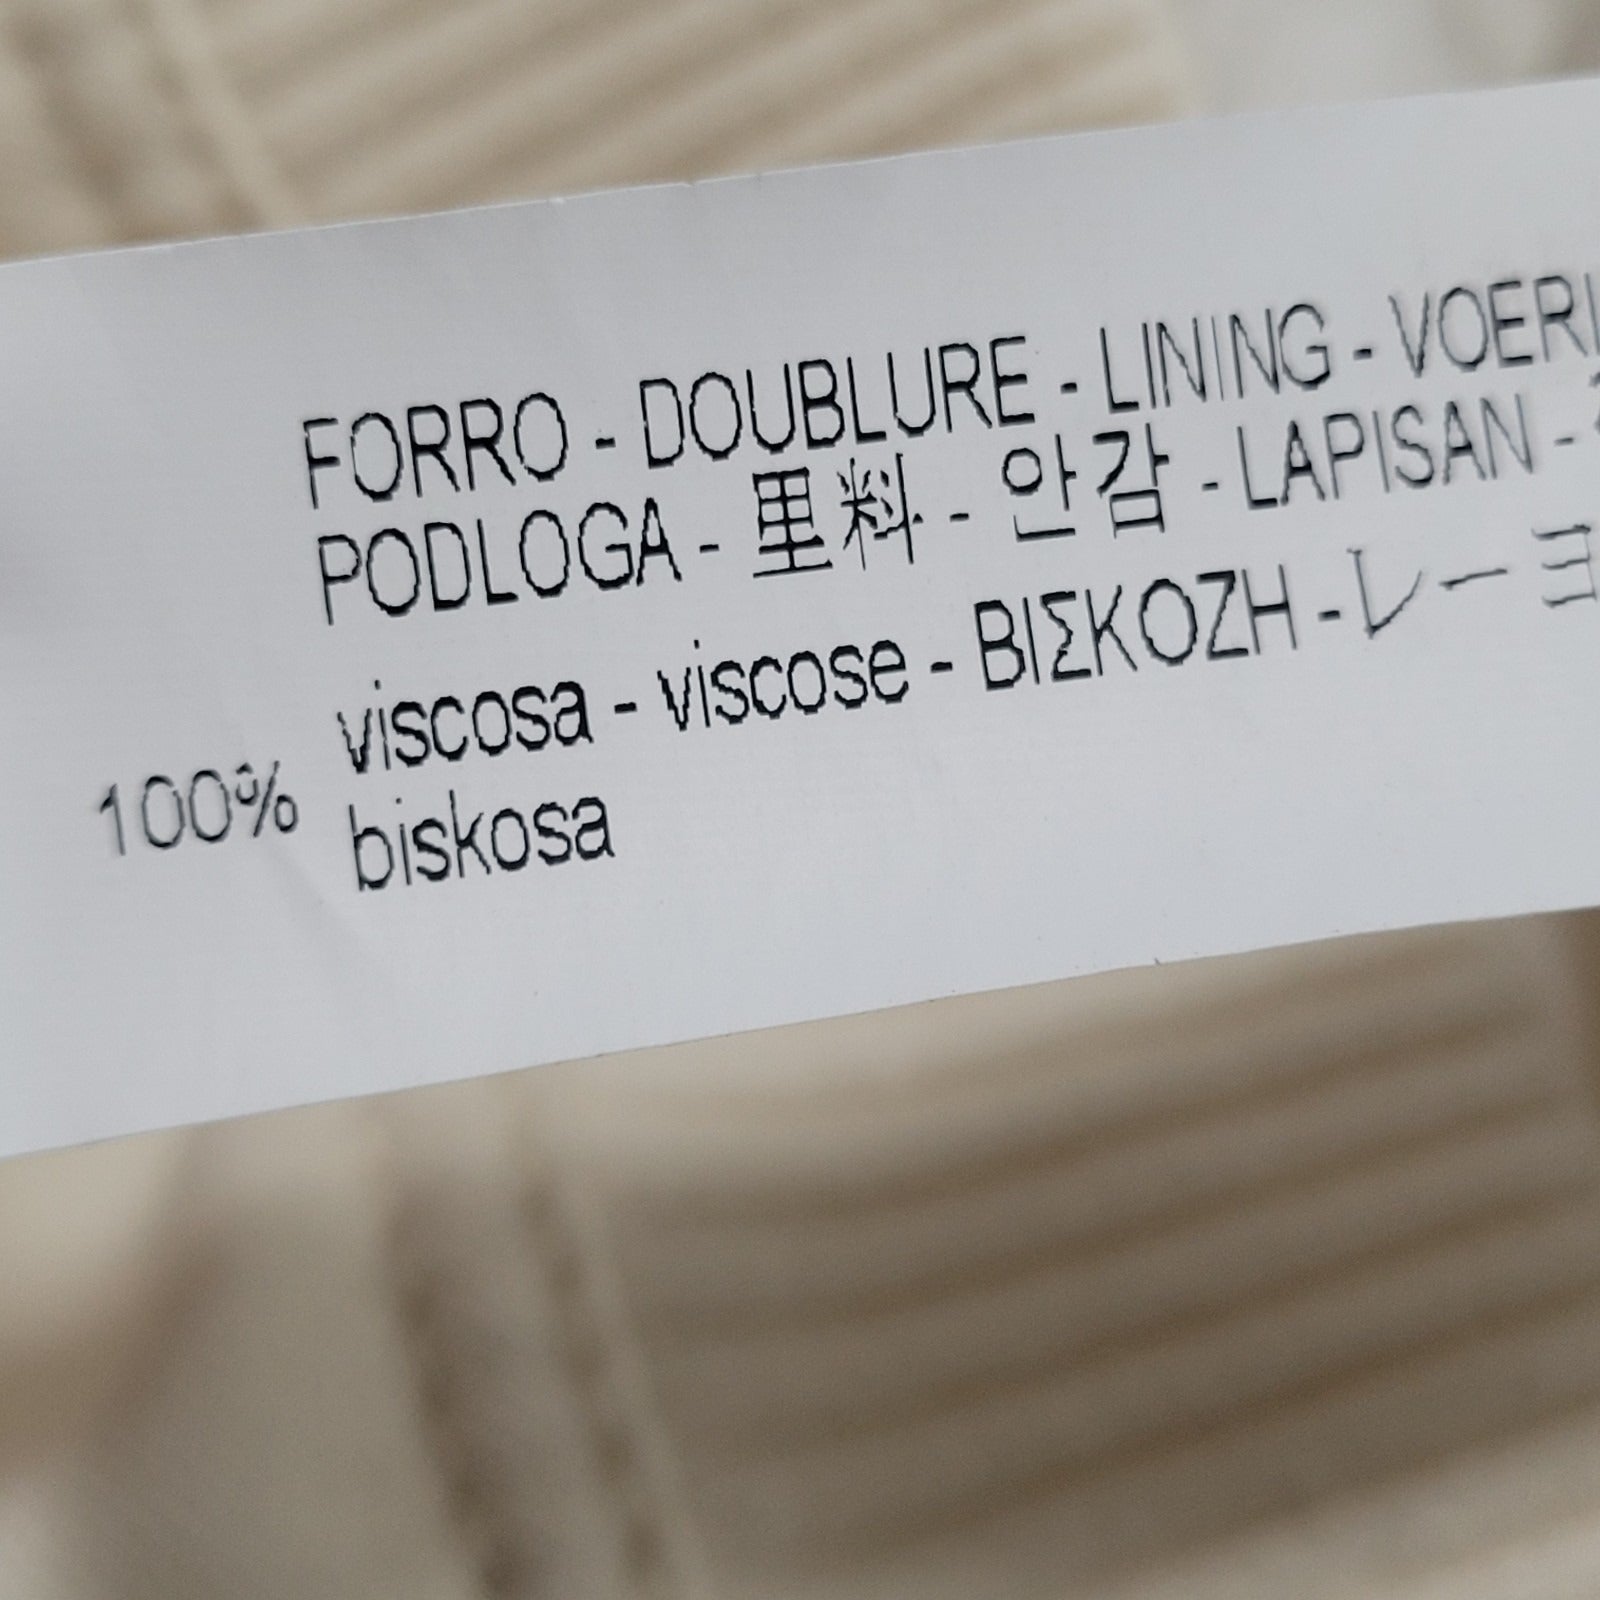 FORRO - DOUBLURE - LINING - VOERI
PODLOGA - 里料 - 안감 - LAPISAN -
100% viscosa - viscose - ΒΙΣΚΟΖΗ - レーヨ
biskosa